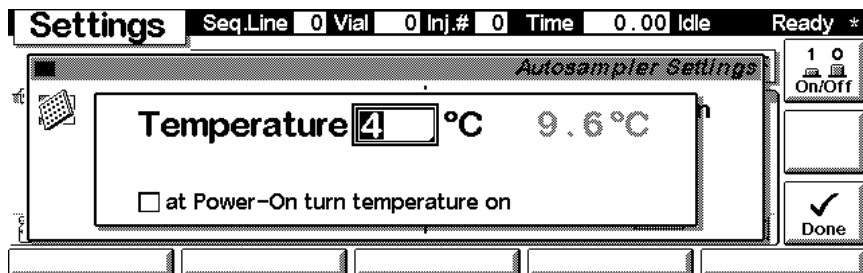 Settings Seq.Line 0 Vial 0 Inj.# 0 Time 0.00 Idle Ready *
Autosampler Settings
1 0
On/Off
Temperature 4 °C 9.6°C
at Power-On turn temperature on
Done